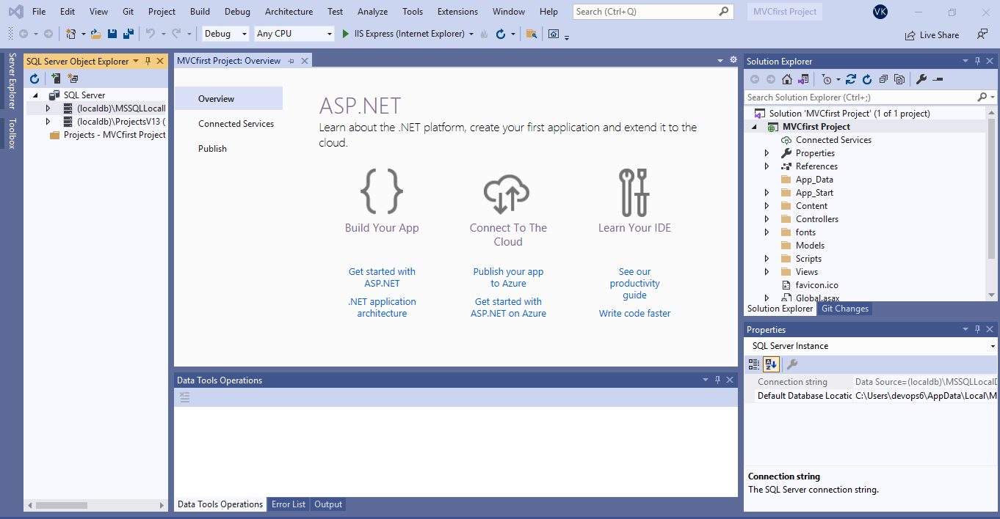 File Edit View Git Project Build Debug Architecture Test Analyze Tools Extensions Window Help Search (Ctrl+Q) MVCfirst Project VK
Debug Any CPU IIS Express (Internet Explorer) Live Share
Server Explorer
Toolbox
SQL Server Object Explorer
SQL Server
(localdb)\MSSQLLocalI
(localdb)\ProjectsV13 (
Projects - MVCfirst Project
MVCfirst Project: Overview
Overview
Connected Services
Publish
ASP.NET
Learn about the .NET platform, create your first application and extend it to the
cloud.
Build Your App
Get started with
ASP.NET
.NET application
architecture
Connect To The
Cloud
Publish your app
to Azure
Get started with
ASP.NET on Azure
Learn Your IDE
See our
productivity
guide
Write code faster
Data Tools Operations
Data Tools Operations Error List Output
Solution Explorer
Search Solution Explorer (Ctrl+;)
Solution 'MVCfirst Project' (1 of 1 project)
MVCfirst Project
Connected Services
Properties
References
App_Data
App_Start
Content
Controllers
fonts
Models
Scripts
Views
favicon.ico
Global.asax
Solution Explorer Git Changes
Properties
SQL Server Instance
Connection string Data Source=(localdb)\MSSQLLocalD
Default Database Locatic C:\Users\devops6\AppData\Local\M
Connection string
The SQL Server connection string.